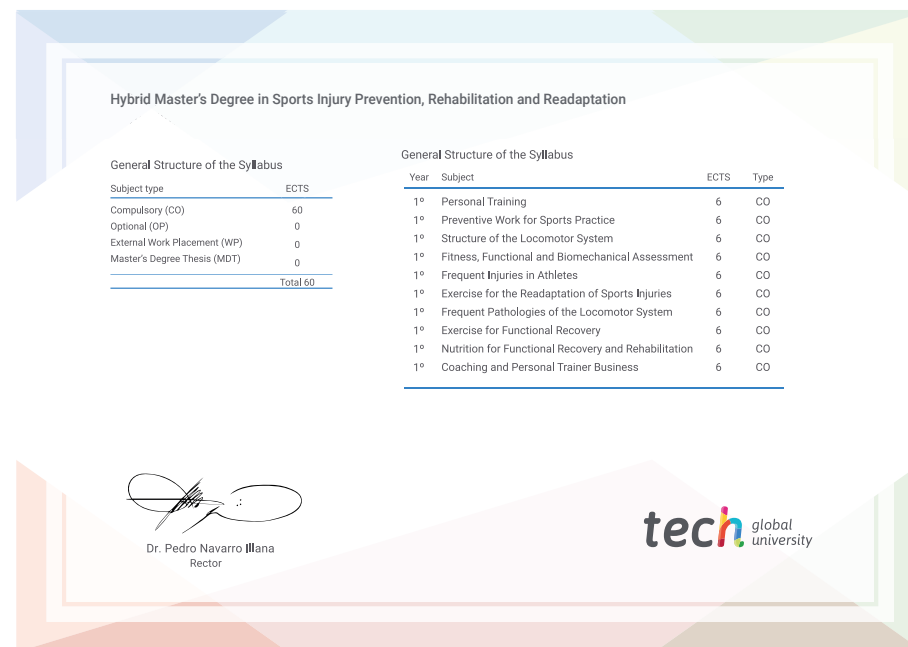 Hybrid Master's Degree in Sports Injury Prevention, Rehabilitation and Readaptation
General Structure of the Syllabus
Subject type ECTS
Compulsory (CO) 60
Optional (OP) 0
External Work Placement (WP) 0
Master's Degree Thesis (MDT) 0
Total 60
General Structure of the Syllabus
Year Subject ECTS Type
1º Personal Training 6 CO
1º Preventive Work for Sports Practice 6 CO
1º Structure of the Locomotor System 6 CO
1º Fitness, Functional and Biomechanical Assessment 6 CO
1º Frequent Injuries in Athletes 6 CO
1º Exercise for the Readaptation of Sports Injuries 6 CO
1º Frequent Pathologies of the Locomotor System 6 CO
1º Exercise for Functional Recovery 6 CO
1º Nutrition for Functional Recovery and Rehabilitation 6 CO
1º Coaching and Personal Trainer Business 6 CO
Dr. Pedro Navarro Illana
Rector
tech global
university